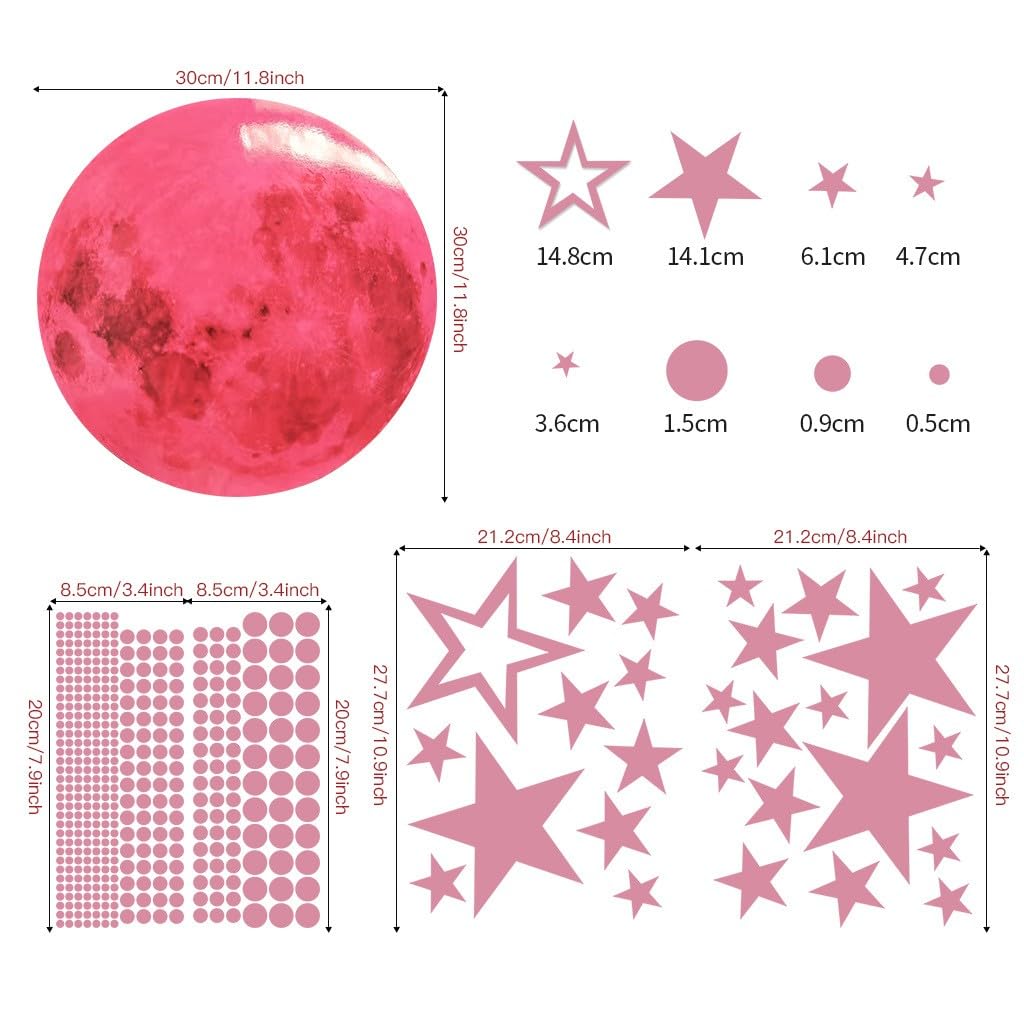 30cm/11.8inch
30cm/11.8inch
14.8cm
14.1cm
6.1cm
4.7cm
3.6cm
1.5cm
0.9cm
0.5cm
8.5cm/3.4inch
8.5cm/3.4inch
20cm/7.9inch
20cm/7.9inch
21.2cm/8.4inch
21.2cm/8.4inch
27.7cm/10.9inch
27.7cm/10.9inch